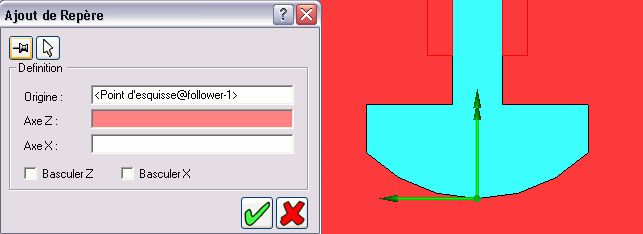 Ajout de Repère
?
Definition
Origine : <Point d'esquisse@follower-1>
Axe Z :
Axe X :
Basculer Z Basculer X